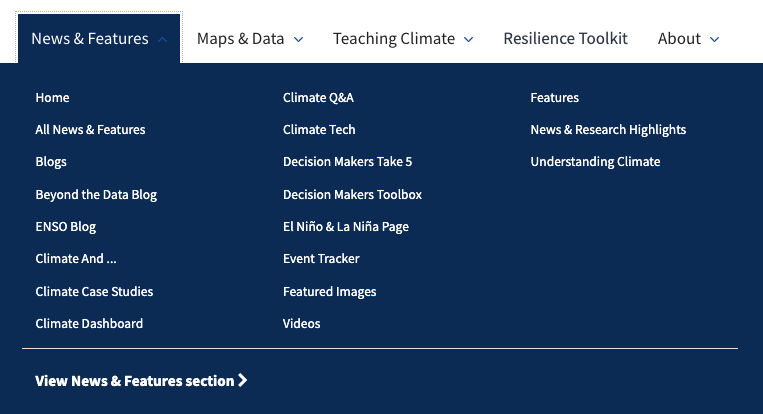 News & Features
Maps & Data
Teaching Climate
Resilience Toolkit
About
Home
All News & Features
Blogs
Beyond the Data Blog
ENSO Blog
Climate And ...
Climate Case Studies
Climate Dashboard
Climate Q&A
Climate Tech
Decision Makers Take 5
Decision Makers Toolbox
El Niño & La Niña Page
Event Tracker
Featured Images
Videos
Features
News & Research Highlights
Understanding Climate
View News & Features section